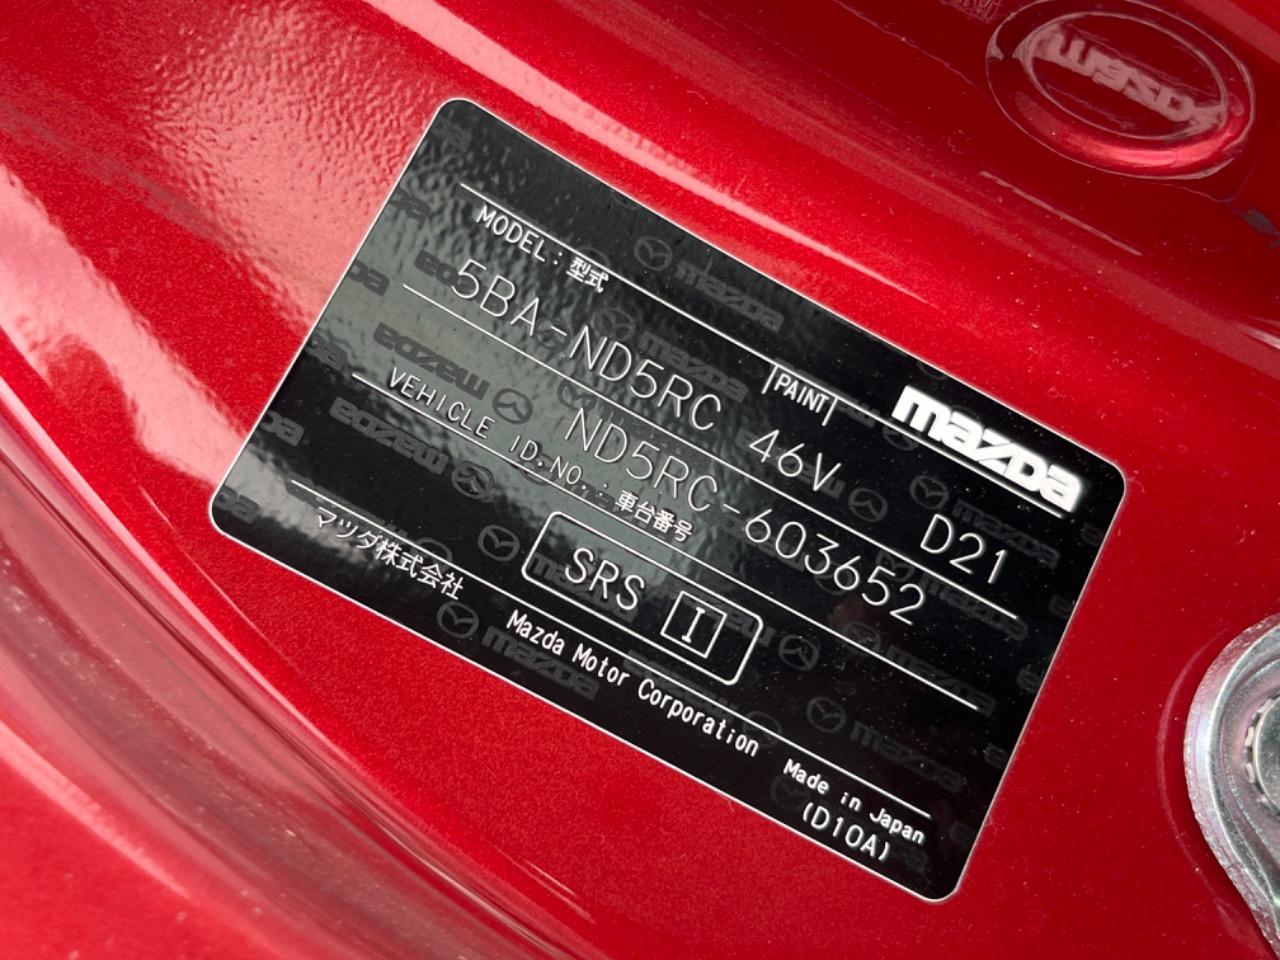 mazda
mazda
MODEL: 型式
PAINT
5BA-ND5RC 46V D21
ND5RC-603652
VEHICLE ID.NO.: 車台番号
SRS I
マツダ株式会社
Mazda Motor Corporation
Made in Japan
(D10A)